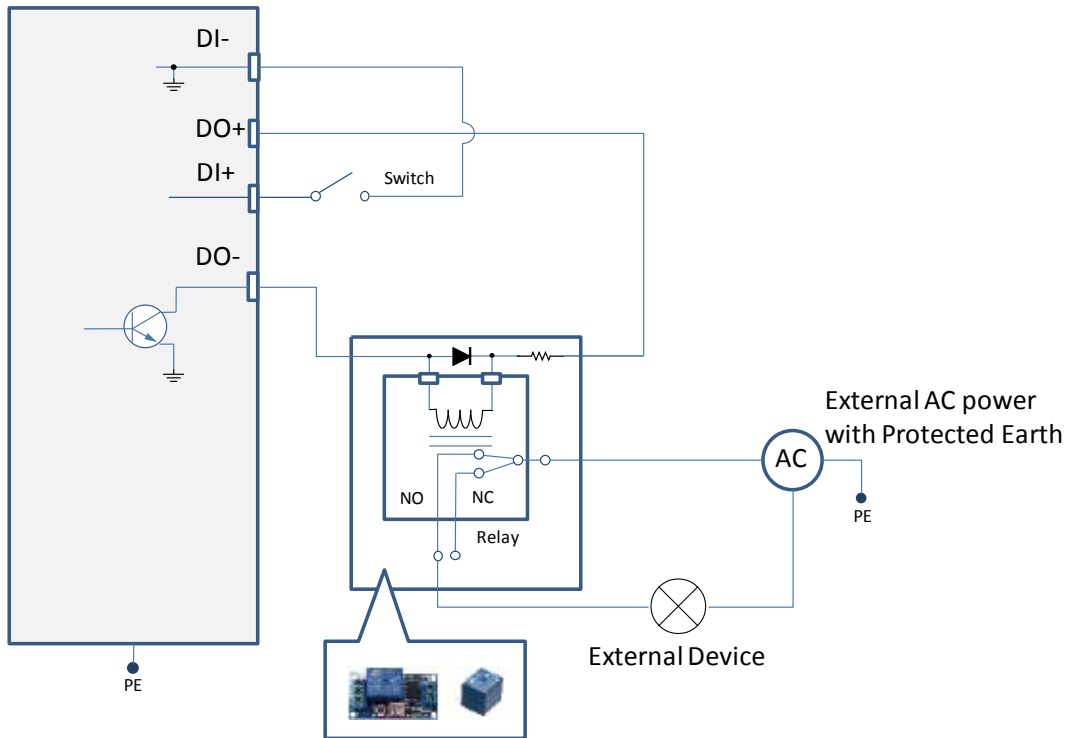 DI-
DO+
DI+
Switch
DO-
External AC power
with Protected Earth
AC
NO
NC
PE
Relay
External Device
PE